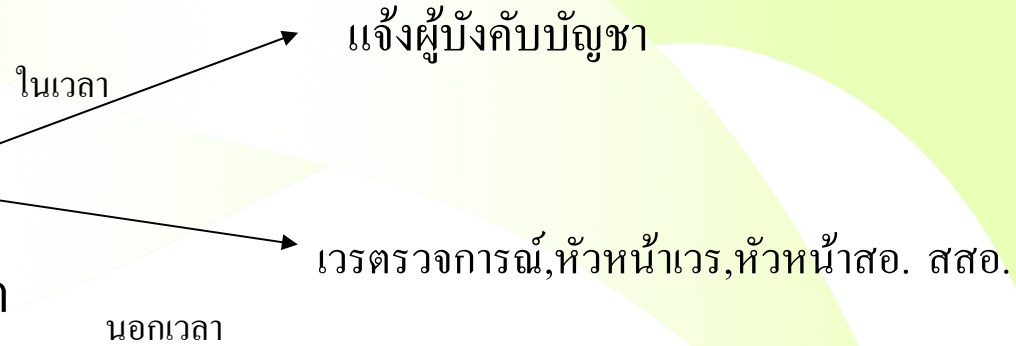 แจ้งผู้บังคับบัญชา
ในเวลา
เวรตรวจการณ์,หัวหน้าเวร,หัวหน้าสอ. สสอ.
นอกเวลา